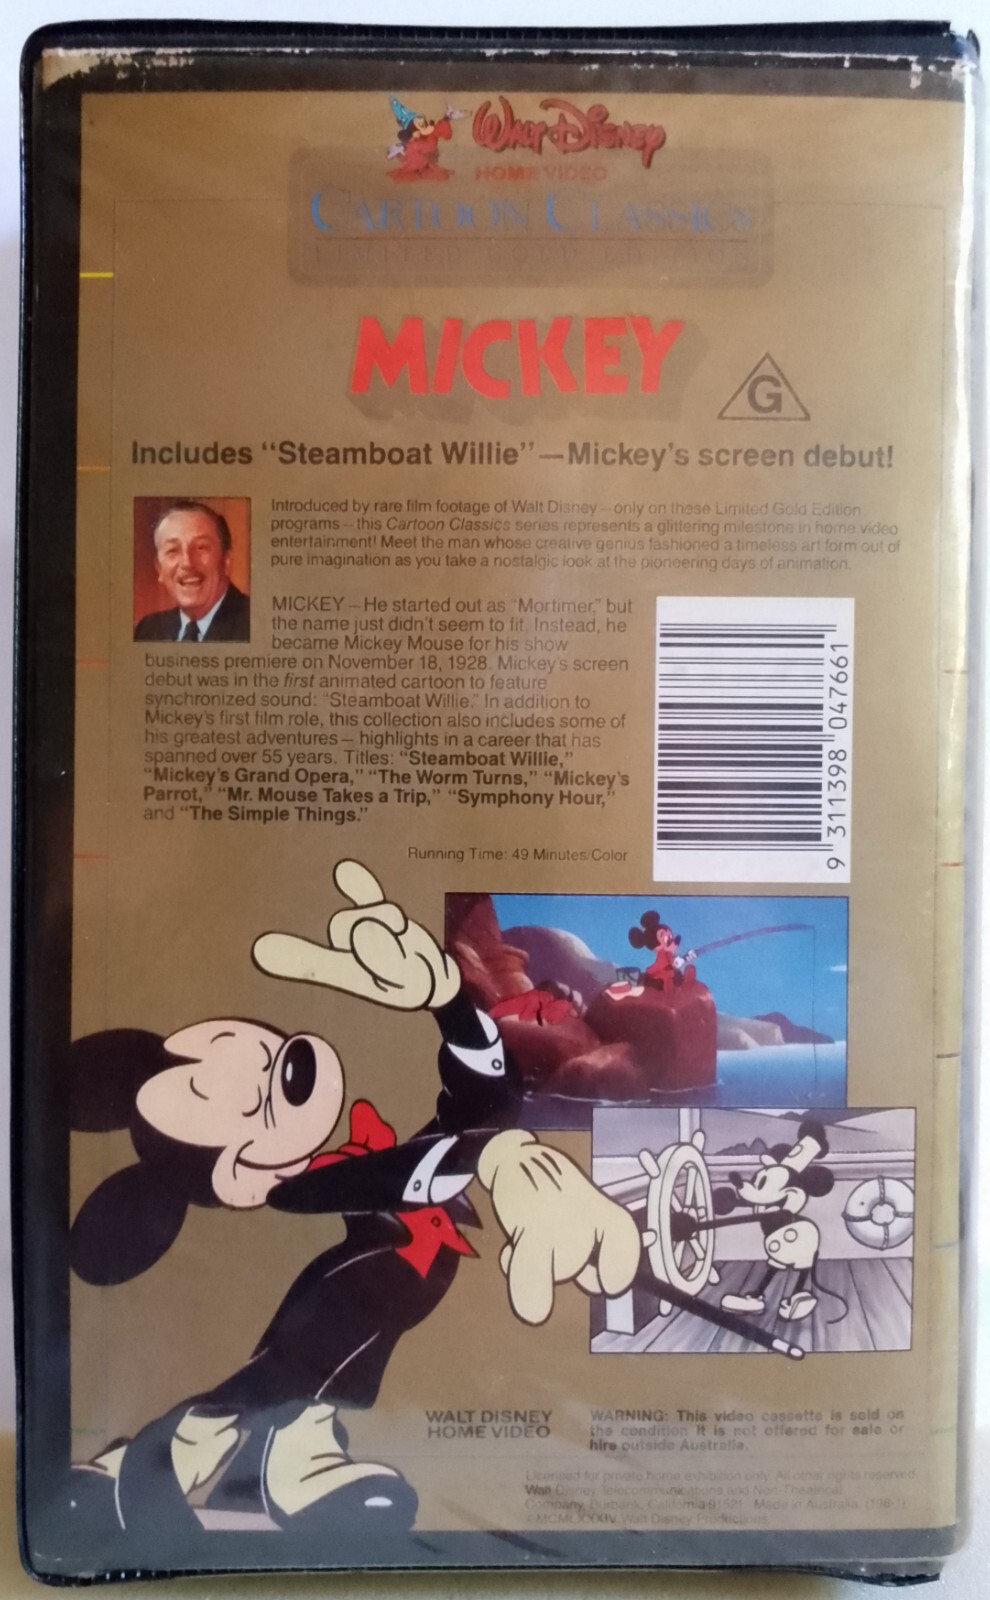 WALT DISNEY
HOME VIDEO
CARTOON CLASSICS
LIMITED GOLD EDITION
MICKEY
G
Includes “Steamboat Willie” — Mickey's screen debut!
Introduced by rare film footage of Walt Disney – only on these Limited Gold Edition
programs – this Cartoon Classics series represents a glittering milestone in home video
entertainment! Meet the man whose creative genius fashioned a timeless art form out of
pure imagination as you take a nostalgic look at the pioneering days of animation.
MICKEY – He started out as “Mortimer,” but
the name just didn't seem to fit. Instead, he
became Mickey Mouse for his show
business premiere on November 18, 1928. Mickey's screen
debut was in the first animated cartoon to feature
synchronized sound: “Steamboat Willie.” In addition to
Mickey's first film role, this collection also includes some of
his greatest adventures – highlights in a career that has
spanned over 55 years. Titles: “Steamboat Willie,”
“Mickey's Grand Opera,” “The Worm Turns,” “Mickey's
Parrot,” “Mr. Mouse Takes a Trip,” “Symphony Hour,”
and “The Simple Things.”
Running Time: 49 Minutes/Color
9 311398 047661
WALT DISNEY
HOME VIDEO
WARNING: This video cassette is sold on
the condition it is not offered for sale or
hire outside Australia.
Licensed for private home exhibition only. All other rights reserved.
Walt Disney Telecommunications and Non-Theatrical
Company, Burbank, California 91521. Made in Australia.
©MCMLXXXIV Walt Disney Productions